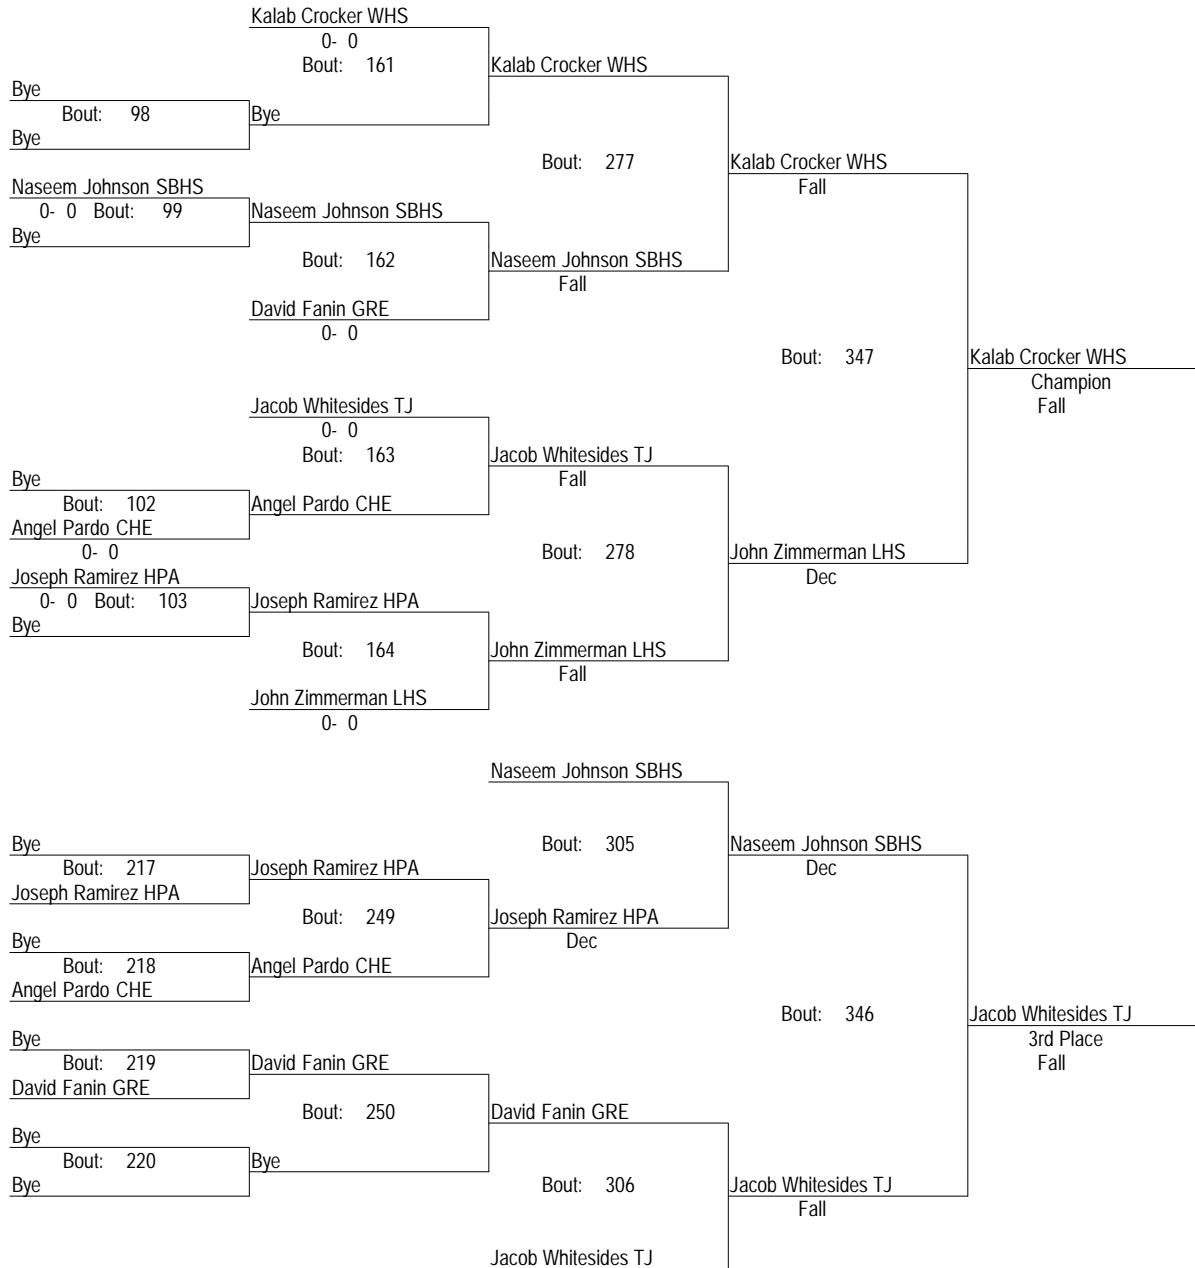 Kalab Crocker WHS
0- 0
Bout: 161
Kalab Crocker WHS
Bye
Bout: 98
Bye
Bye
Bout: 277
Kalab Crocker WHS
Fall
Naseem Johnson SBHS
0- 0 Bout: 99
Naseem Johnson SBHS
Bye
Bout: 162
Naseem Johnson SBHS
Fall
David Fanin GRE
0- 0
Bout: 347
Kalab Crocker WHS
Champion
Fall
Jacob Whitesides TJ
0- 0
Bout: 163
Jacob Whitesides TJ
Fall
Bye
Bout: 102
Angel Pardo CHE
Angel Pardo CHE
0- 0
Bout: 278
John Zimmerman LHS
Dec
Joseph Ramirez HPA
0- 0 Bout: 103
Joseph Ramirez HPA
Bye
Bout: 164
John Zimmerman LHS
Fall
John Zimmerman LHS
0- 0
Naseem Johnson SBHS
Bye
Bout: 217
Joseph Ramirez HPA
Joseph Ramirez HPA
Bout: 305
Naseem Johnson SBHS
Dec
Bout: 249
Joseph Ramirez HPA
Dec
Bye
Bout: 218
Angel Pardo CHE
Angel Pardo CHE
Bout: 346
Jacob Whitesides TJ
3rd Place
Fall
Bye
Bout: 219
David Fanin GRE
David Fanin GRE
Bout: 250
David Fanin GRE
Bye
Bout: 220
Bye
Bye
Bout: 306
Jacob Whitesides TJ
Fall
Jacob Whitesides TJ